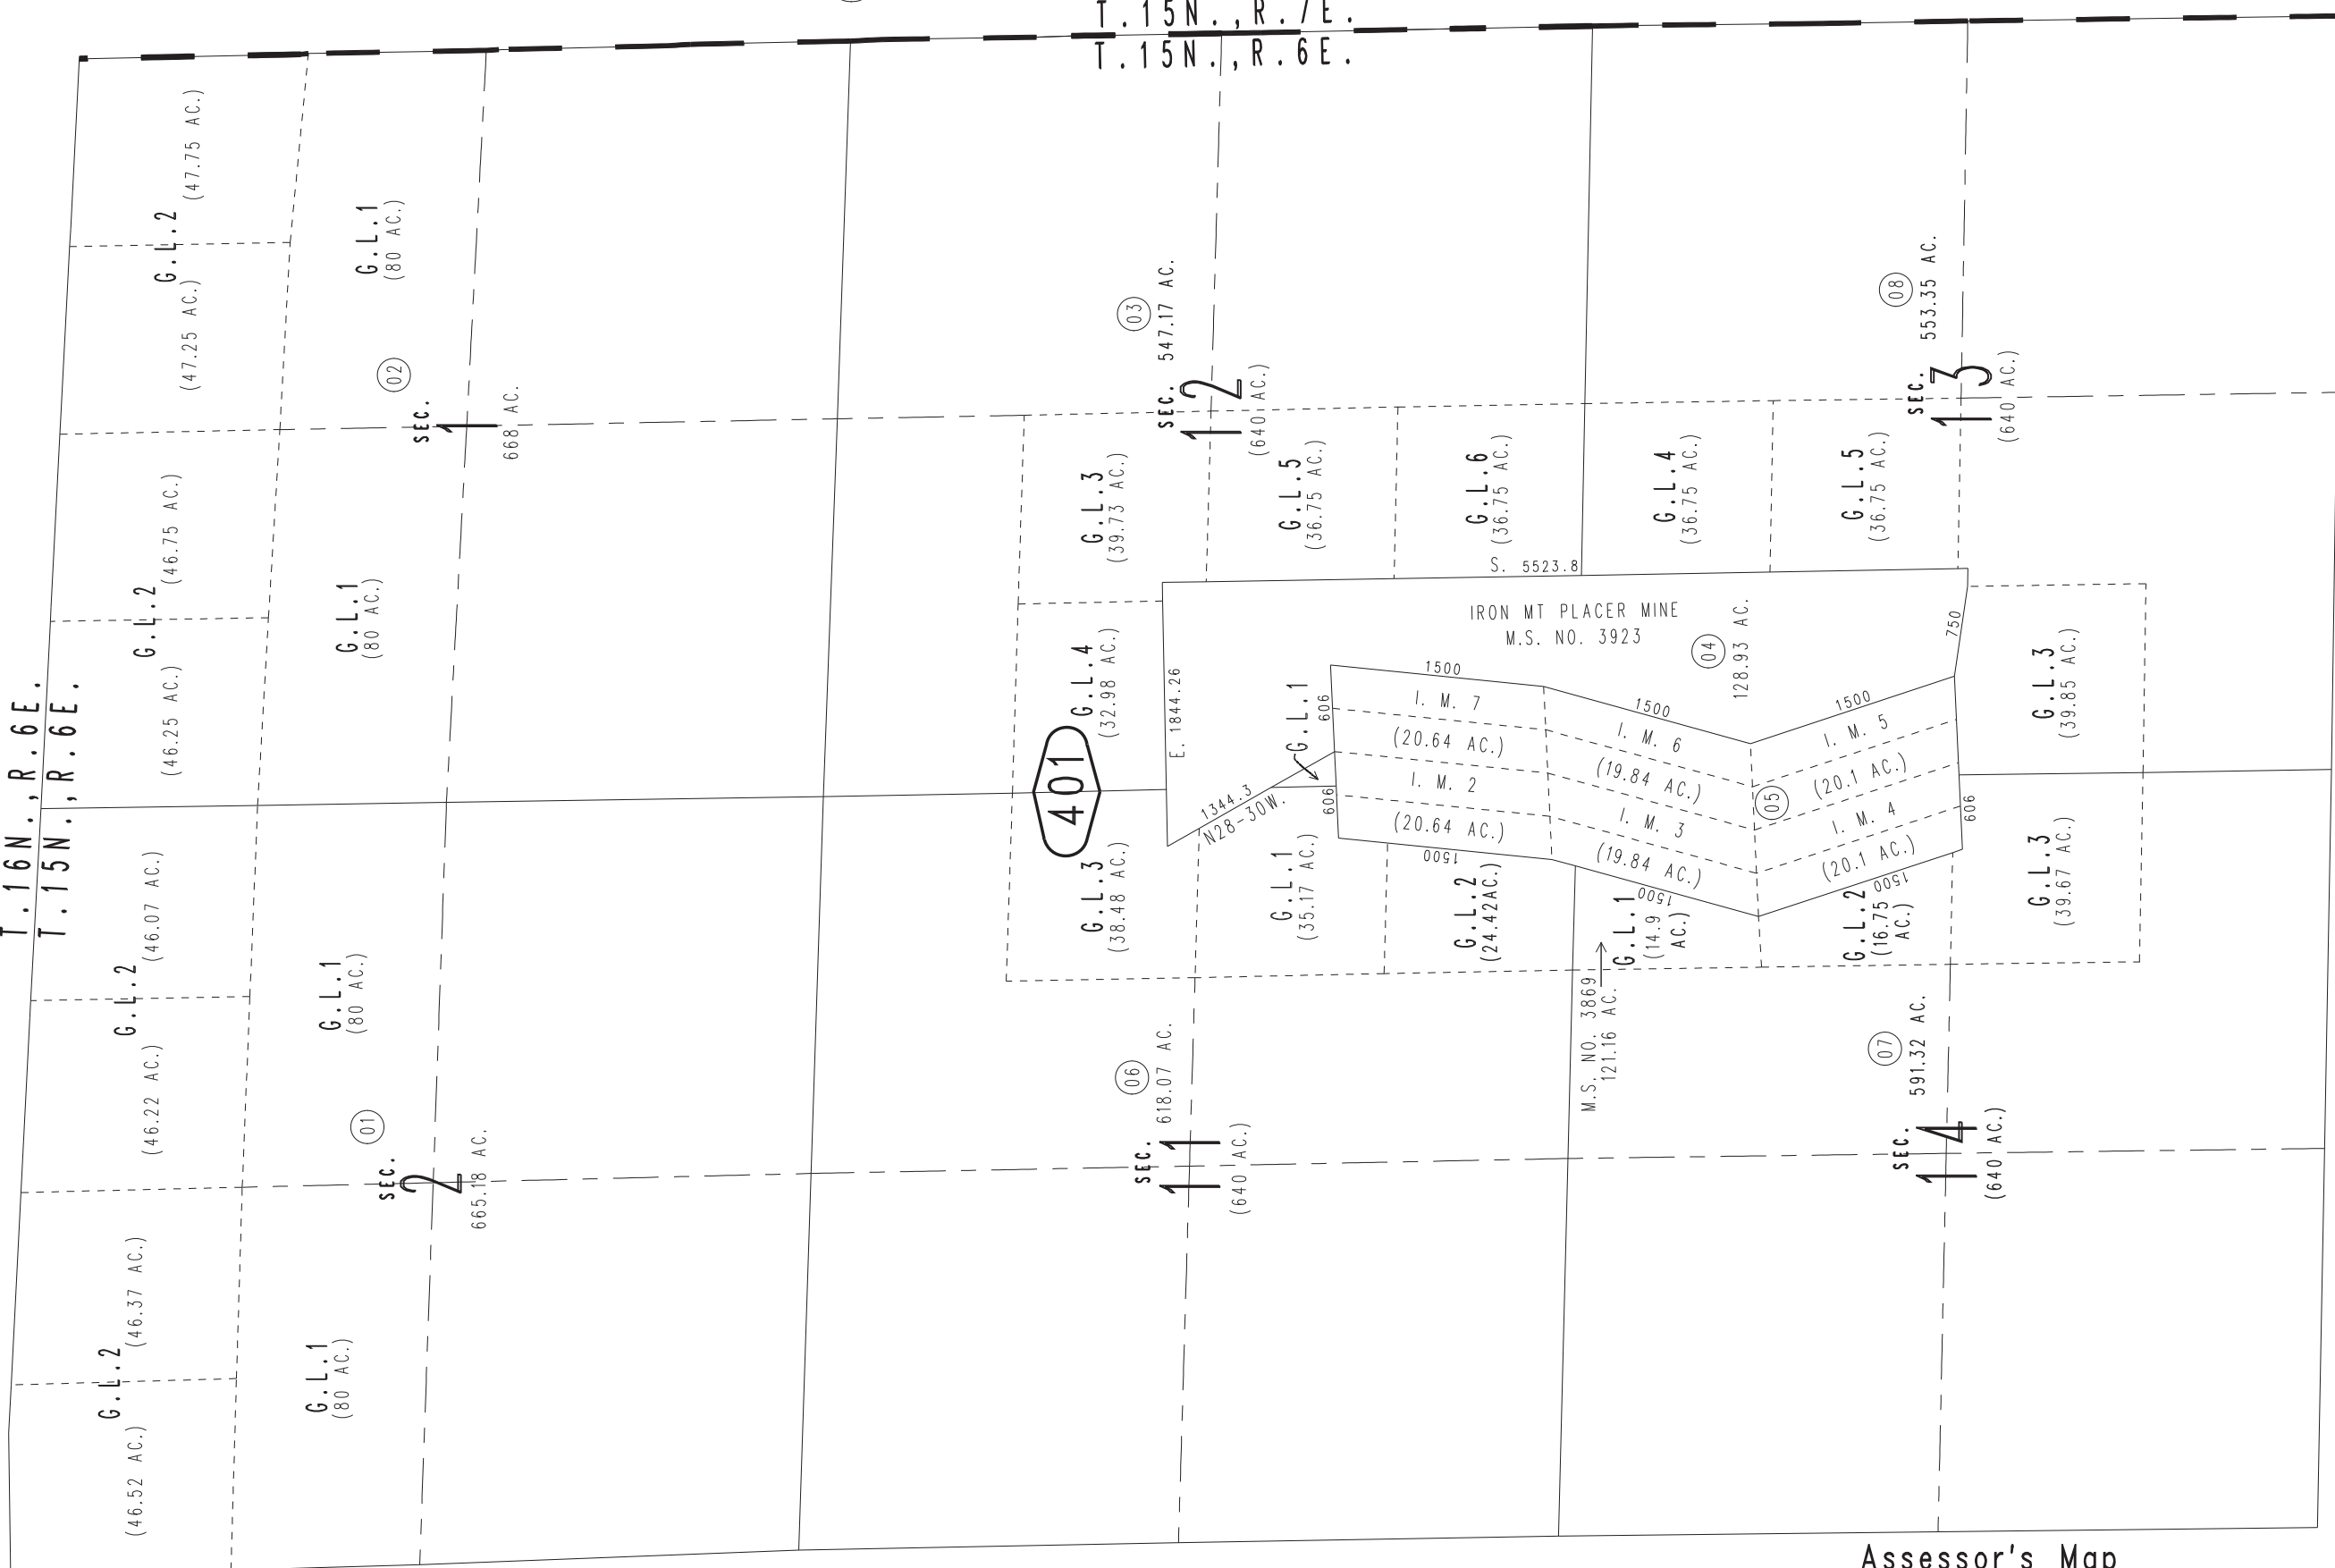 T.15N.,R.7E.
T.15N.,R.6E.
T.16N.,R.6E.
T.15N.,R.6E.
(47.75 AC.)
G.L.2
(47.25 AC.)
G.L.1
(80 AC.)
02
SEC.
1
668 AC.
(46.75 AC.)
G.L.2
(46.25 AC.)
G.L.1
(80 AC.)
(46.07 AC.)
G.L.2
(46.22 AC.)
G.L.1
(80 AC.)
01
SEC.
2
665.18 AC.
(46.37 AC.)
G.L.2
(46.52 AC.)
G.L.1
(80 AC.)
03
547.17 AC.
SEC.
12
(640 AC.)
G.L.3
(39.73 AC.)
G.L.5
(36.75 AC.)
G.L.6
(36.75 AC.)
G.L.4
(32.98 AC.)
401
08
553.35 AC.
SEC.
13
(640 AC.)
G.L.4
(36.75 AC.)
G.L.5
(36.75 AC.)
G.L.3
(39.85 AC.)
S. 5523.8
IRON MT PLACER MINE
M.S. NO. 3923
04
128.93 AC.
750
E. 1844.26
1344.3
N28-30W.
G.L.1
606
606
1500
1500
1500
I. M. 7
(20.64 AC.)
I. M. 6
(19.84 AC.)
I. M. 5
(20.1 AC.)
05
I. M. 2
(20.64 AC.)
I. M. 3
(19.84 AC.)
I. M. 4
(20.1 AC.)
606
1500
1500
1500
G.L.3
(38.48 AC.)
G.L.1
(35.17 AC.)
G.L.2
(24.42AC.)
G.L.1
(14.9
AC.)
G.L.2
(16.75
AC.)
G.L.3
(39.67 AC.)
M.S. NO. 3869
121.16 AC.
06
618.07 AC.
SEC.
11
(640 AC.)
07
591.32 AC.
SEC.
14
(640 AC.)
Assessor's Map